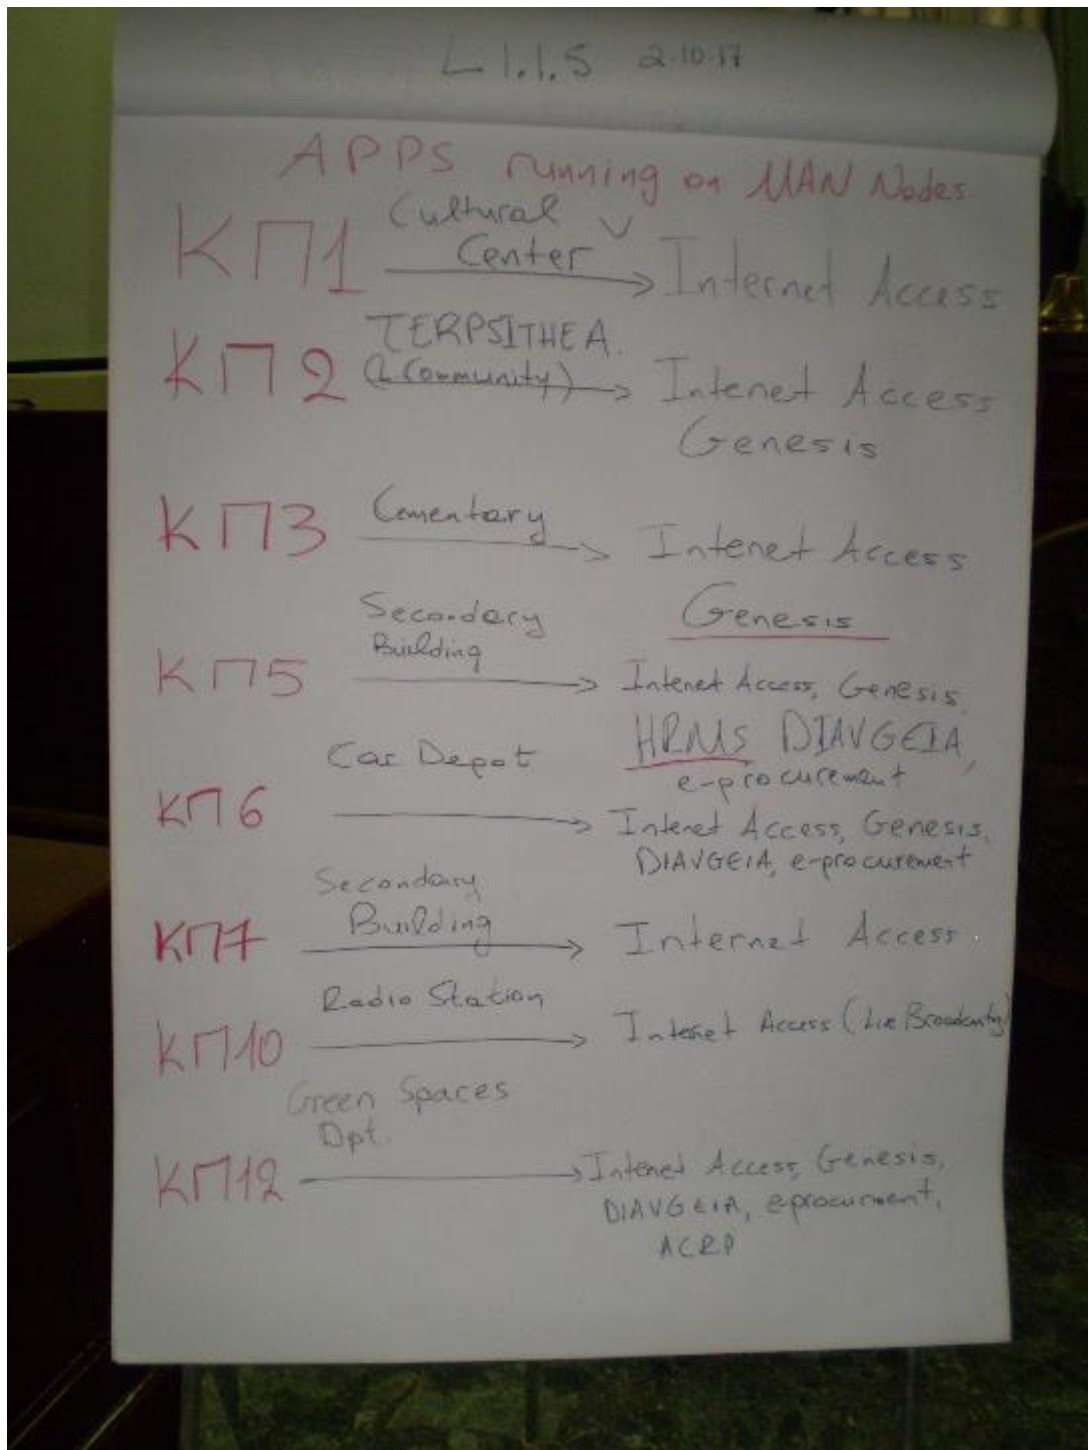 L 1.1.5 2.10.17
APPS running on MAN Nodes
ΚΠ1 Cultural Center → Internet Access
ΚΠ2 TERPSITHEA.
(L Community) → Intenet Access
Genesis
ΚΠ3 Cementary → Intenet Access
Genesis
ΚΠ5 Secondary Building → Intenet Access, Genesis,
HRMs DIAVGEIA,
e-procurement
Car Depot
ΚΠ6 → Intenet Access, Genesis,
DIAVGEIA, e-procurement
Secondary
ΚΠ7 Building → Internet Access
Radio Station
ΚΠ10 → Intenet Access (Live
Green Spaces
Dpt.
ΚΠ12 → Intenet Access, Genesis,
DIAVGEIA, e-procurment,
ACRP